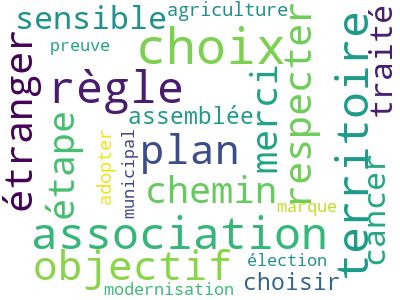 sensible
agriculture
preuve
choix
règle
étranger
territoire
traité
respecter
merci
assemblée
étape
adopter
municipal
plan
chemin
marque
cancer
association
objectif
élection
choisir
modernisation